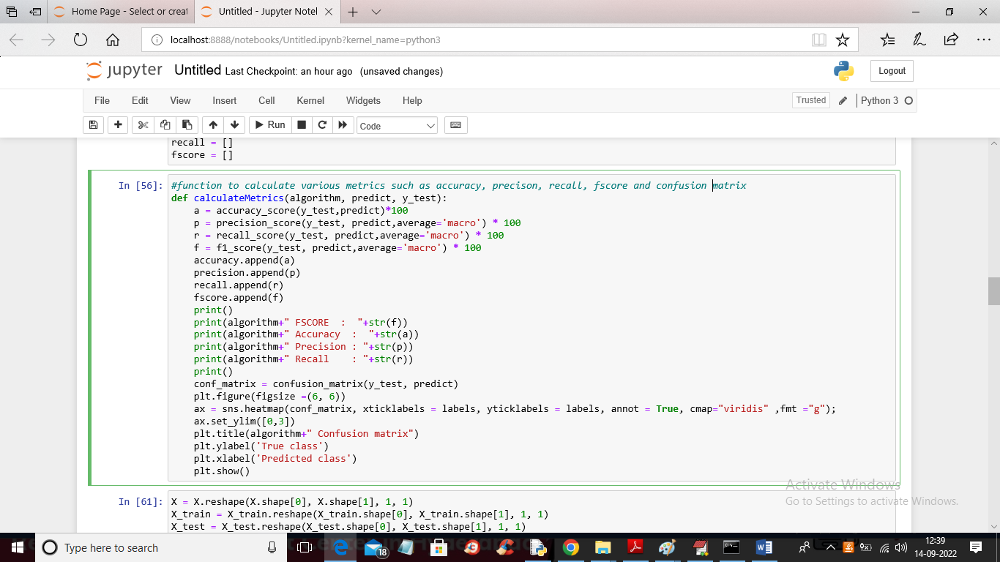 Home Page - Select or creat
Untitled - Jupyter Notel
localhost:8888/notebooks/Untitled.ipynb?kernel_name=python3
jupyter Untitled Last Checkpoint: an hour ago (unsaved changes)
Logout
File Edit View Insert Cell Kernel Widgets Help
Trusted Python 3
Run Code
recall = []
fscore = []
In [56]: #function to calculate various metrics such as accuracy, precison, recall, fscore and confusion matrix
def calculateMetrics(algorithm, predict, y_test):
    a = accuracy_score(y_test,predict)*100
    p = precision_score(y_test, predict,average='macro') * 100
    r = recall_score(y_test, predict,average='macro') * 100
    f = f1_score(y_test, predict,average='macro') * 100
    accuracy.append(a)
    precision.append(p)
    recall.append(r)
    fscore.append(f)
    print()
    print(algorithm+" FSCORE  :  "+str(f))
    print(algorithm+" Accuracy  :  "+str(a))
    print(algorithm+" Precision : "+str(p))
    print(algorithm+" Recall    : "+str(r))
    print()
    conf_matrix = confusion_matrix(y_test, predict)
    plt.figure(figsize =(6, 6))
    ax = sns.heatmap(conf_matrix, xticklabels = labels, yticklabels = labels, annot = True, cmap="viridis" ,fmt ="g");
    ax.set_ylim([0,3])
    plt.title(algorithm+" Confusion matrix")
    plt.ylabel('True class')
    plt.xlabel('Predicted class')
    plt.show()
Activate Windows
Go to Settings to activate Windows.
In [61]: X = X.reshape(X.shape[0], X.shape[1], 1, 1)
X_train = X_train.reshape(X_train.shape[0], X_train.shape[1], 1, 1)
X_test = X_test.reshape(X_test.shape[0], X_test.shape[1], 1, 1)
Type here to search
18
12:39
14-09-2022